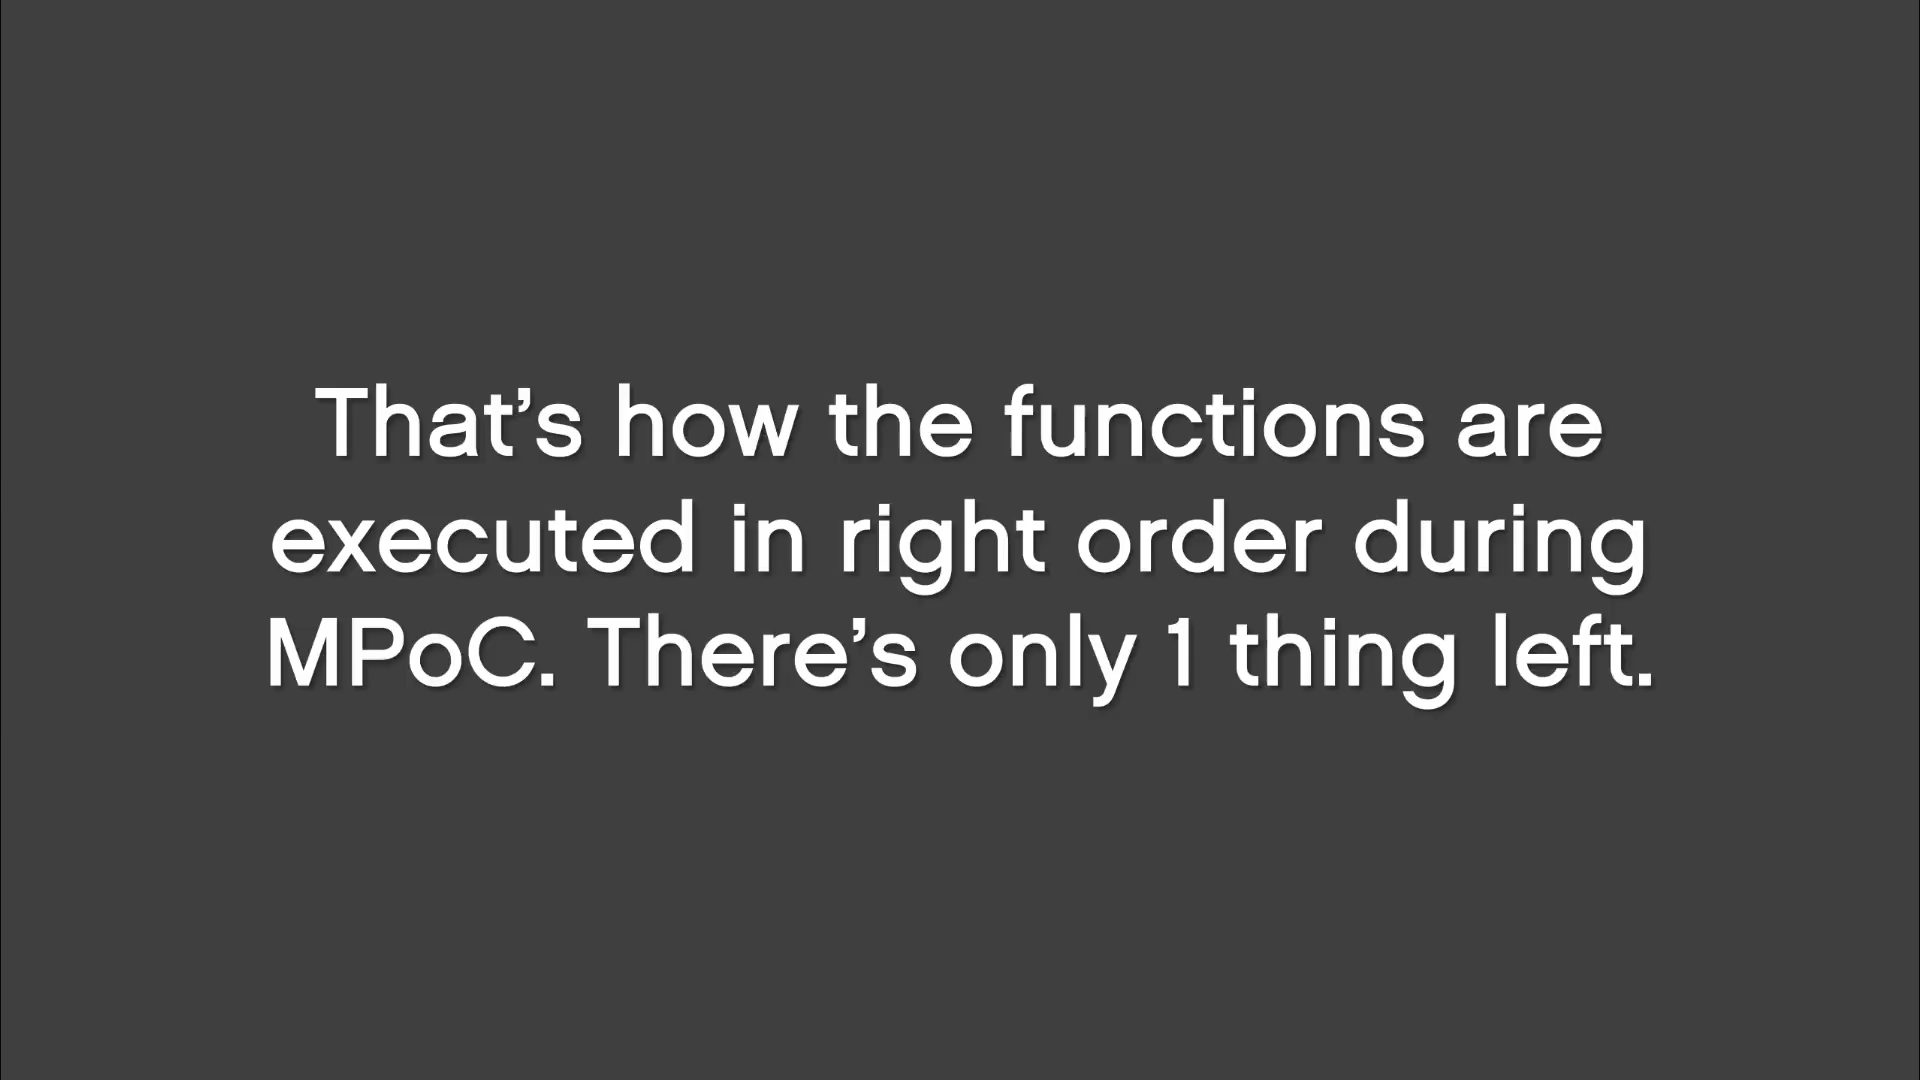 That’s how the functions are
executed in right order during
MPoC. There’s only 1 thing left.